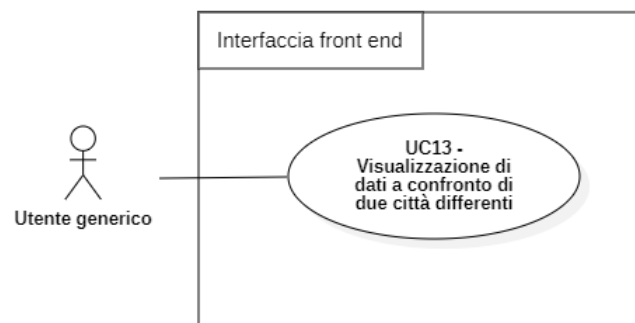 Interfaccia front end
UC13 -
Visualizzazione di
dati a confronto di
due città differenti
Utente generico